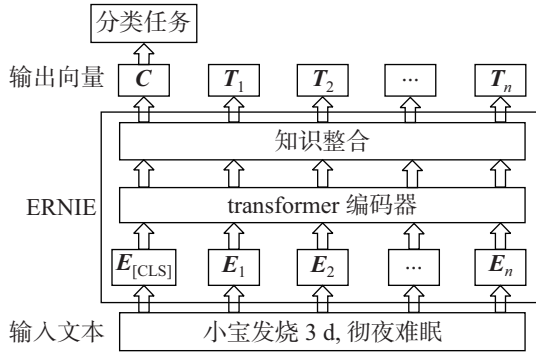 分类任务
输出向量 C T₁ T₂ ... Tₙ
知识整合
ERNIE transformer 编码器
E[CLS] E₁ E₂ ... Eₙ
输入文本 小宝发烧 3 d, 彻夜难眠